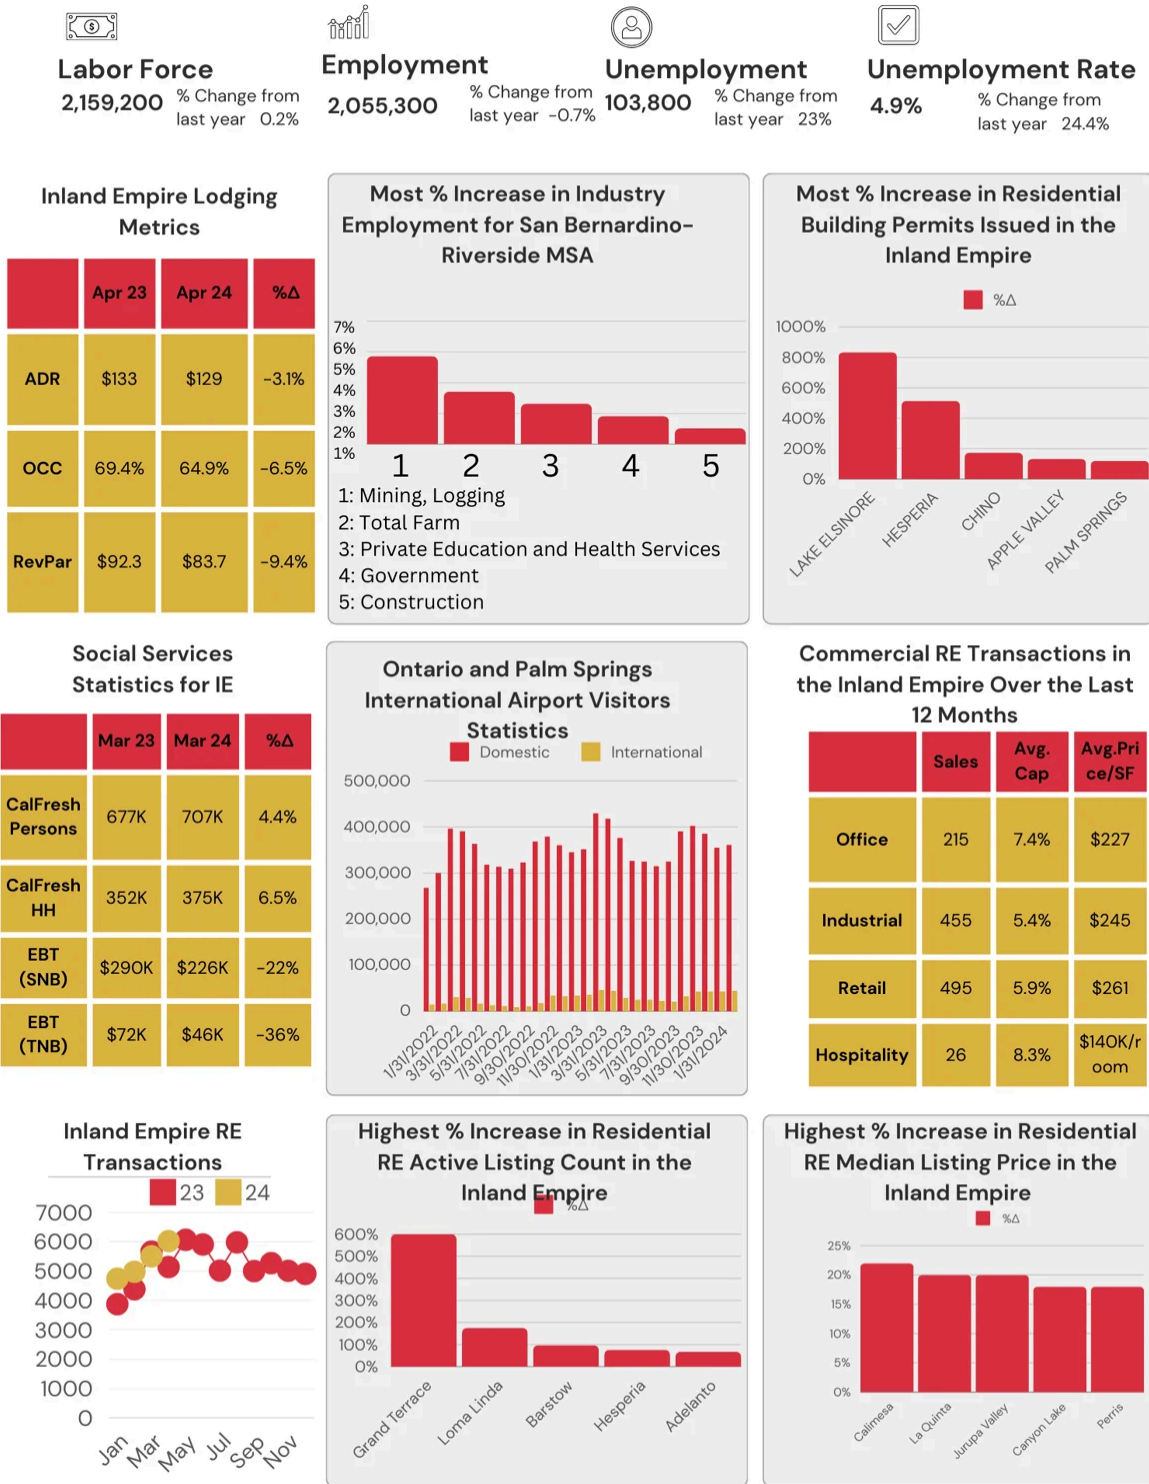 Labor Force
2,159,200
% Change from
last year 0.2%
Employment
2,055,300
% Change from
last year -0.7%
Unemployment
103,800
% Change from
last year 23%
Unemployment Rate
4.9%
% Change from
last year 24.4%
Inland Empire Lodging
Metrics
Apr 23 Apr 24 %Δ
ADR $133 $129 -3.1%
OCC 69.4% 64.9% -6.5%
RevPar $92.3 $83.7 -9.4%
Most % Increase in Industry
Employment for San Bernardino-
Riverside MSA
7%
6%
5%
4%
3%
2%
1%
1 2 3 4 5
1: Mining, Logging
2: Total Farm
3: Private Education and Health Services
4: Government
5: Construction
Most % Increase in Residential
Building Permits Issued in the
Inland Empire
%Δ
1000%
800%
600%
400%
200%
0%
LAKE ELSINORE
HESPERIA
CHINO
APPLE VALLEY
PALM SPRINGS
Social Services
Statistics for IE
Mar 23 Mar 24 %Δ
CalFresh
Persons
677K 707K 4.4%
CalFresh
HH
352K 375K 6.5%
EBT
(SNB)
$290K $226K -22%
EBT
(TNB)
$72K $46K -36%
Ontario and Palm Springs
International Airport Visitors
Statistics
Domestic International
500,000
400,000
300,000
200,000
100,000
0
1/31/2022
3/31/2022
5/31/2022
7/31/2022
9/30/2022
11/30/2022
1/31/2023
3/31/2023
5/31/2023
7/31/2023
9/30/2023
11/30/2023
1/31/2024
Commercial RE Transactions in
the Inland Empire Over the Last
12 Months
Sales
Avg.
Cap
Avg.Pri
ce/SF
Office 215 7.4% $227
Industrial 455 5.4% $245
Retail 495 5.9% $261
Hospitality 26 8.3%
$140K/r
oom
Inland Empire RE
Transactions
23 24
7000
6000
5000
4000
3000
2000
1000
0
Jan
Mar
May
Jul
Sep
Nov
Highest % Increase in Residential
RE Active Listing Count in the
Inland Empire
%Δ
600%
500%
400%
300%
200%
100%
0%
Grand Terrace
Loma Linda
Barstow
Hesperia
Adelanto
Highest % Increase in Residential
RE Median Listing Price in the
Inland Empire
%Δ
25%
20%
15%
10%
5%
0%
Calimesa
La Quinta
Jurupa Valley
Canyon Lake
Perris